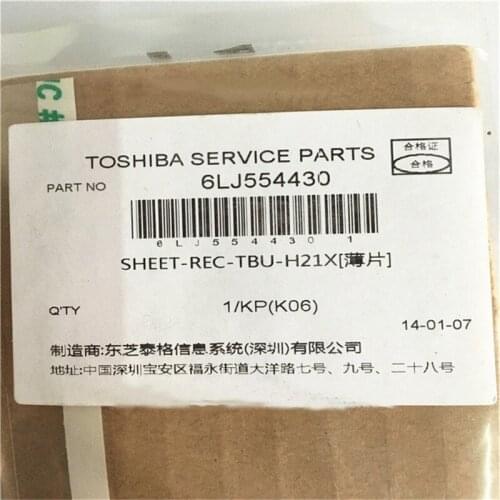 C #
TOSHIBA SERVICE PARTS
合格证
合格
PART NO 6LJ554430
6LJ5544301
SHEET-REC-TBU-H21X[薄片]
Q'TY 1/KP(K06)
14-01-07
制造商:东芝泰格信息系统(深圳)有限公司
地址:中国深圳宝安区福永街道大洋路七号、九号、二十八号